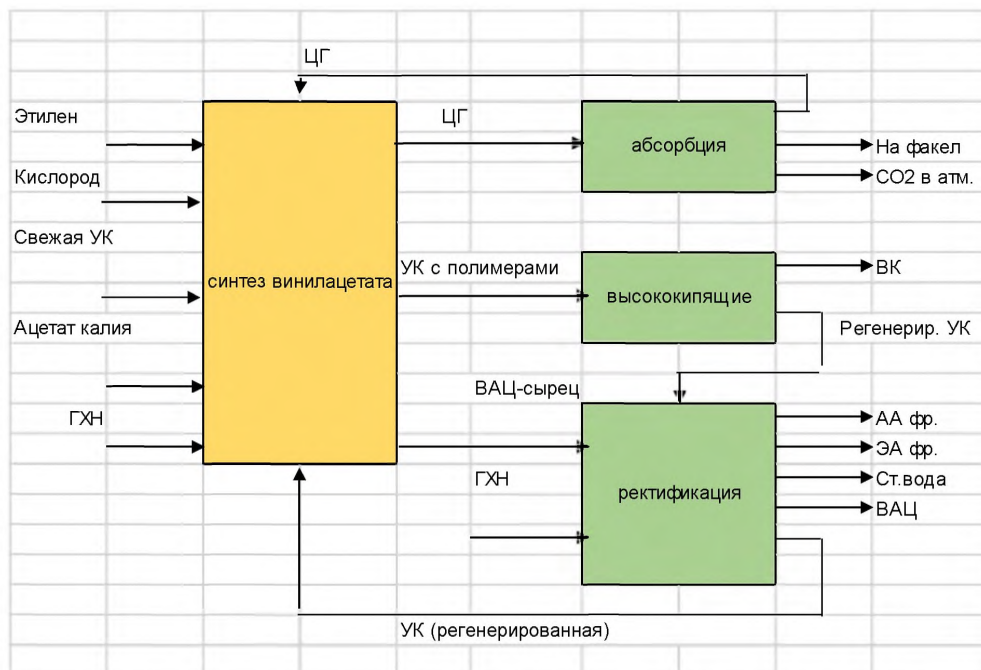 ЦГ
Этилен
ЦГ
абсорбция
На факел
Кислород
СО2 в атм.
Свежая УК
УК с полимерами
ВК
синтез винилацетата
высококипящие
Ацетат калия
Регенерир. УК
ВАЦ-сырец
ГХН
АА фр.
ЭА фр.
ГХН
Ст.вода
ректификация
ВАЦ
УК (регенерированная)